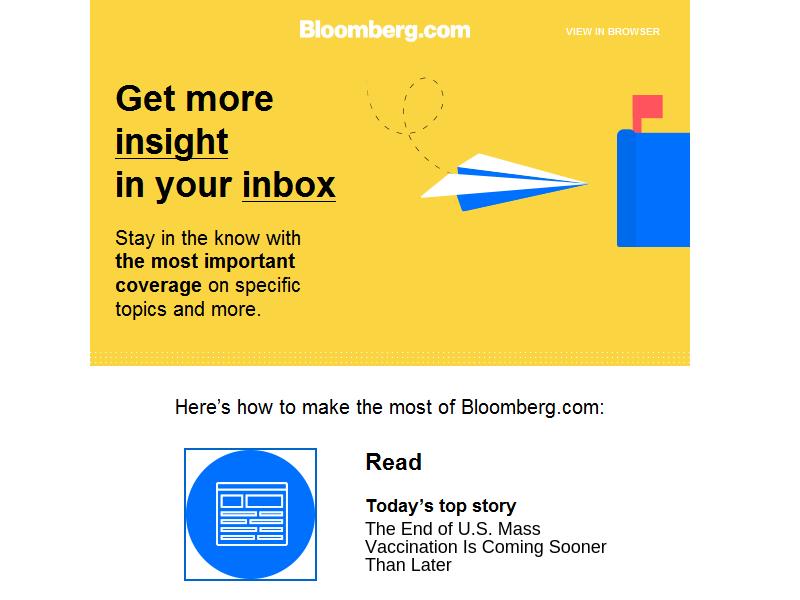 Bloomberg.com
VIEW IN BROWSER
Get more
insight
in your inbox
Stay in the know with
the most important
coverage on specific
topics and more.
Here’s how to make the most of Bloomberg.com:
Read
Today’s top story
The End of U.S. Mass
Vaccination Is Coming Sooner
Than Later